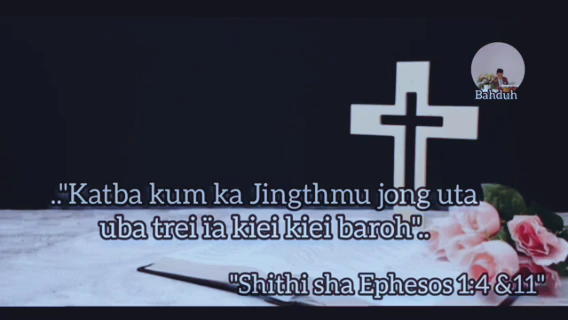 Bahduh
.."Katba kum ka Jingthmu jong uta
uba trei ïa kiei kiei baroh"..
"Shithi sha Ephesos 1:4 &11"